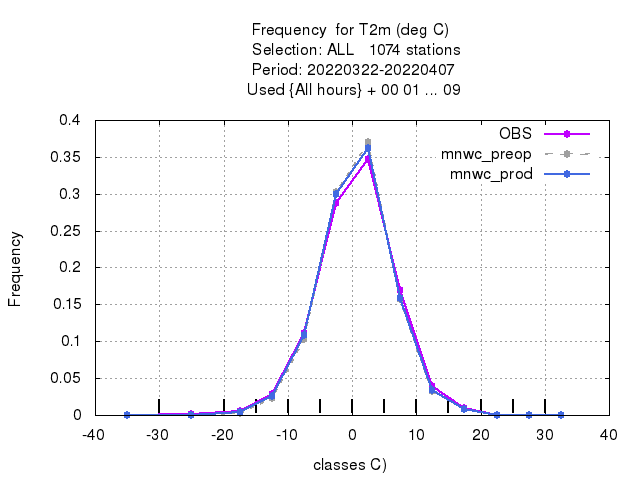 Frequency  for T2m (deg C)
Selection: ALL   1074 stations
Period: 20220322-20220407
Used {All hours} + 00 01 ... 09
OBS
mnwc_preop
mnwc_prod
Frequency
0.4
0.35
0.3
0.25
0.2
0.15
0.1
0.05
0
-40 -30 -20 -10 0 10 20 30 40
classes C)